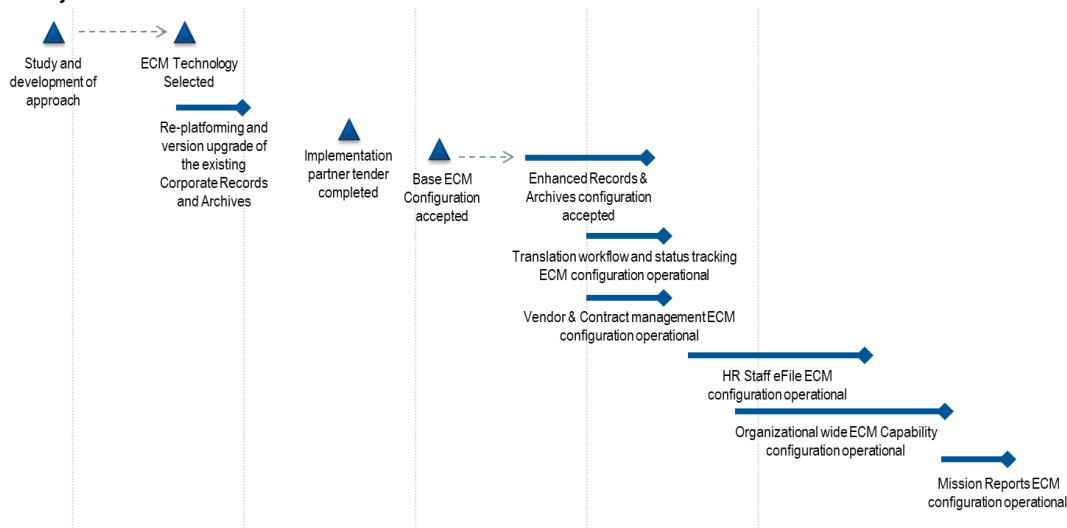 Study and
development of
approach
ECM Technology
Selected
Re-platforming and
version upgrade of
the existing
Corporate Records
and Archives
Implementation
partner tender
completed
Base ECM
Configuration
accepted
Enhanced Records &
Archives configuration
accepted
Translation workflow and status tracking
ECM configuration operational
Vendor & Contract management ECM
configuration operational
HR Staff eFile ECM
configuration operational
Organizational wide ECM Capability
configuration operational
Mission Reports ECM
configuration operational